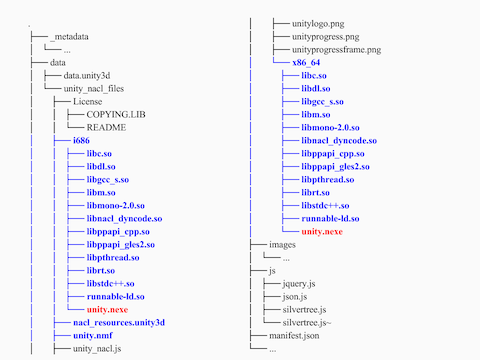 .
├── _metadata
│   └── ...
├── data
│   ├── data.unity3d
│   └── unity_nacl_files
│       ├── License
│       │   ├── COPYING.LIB
│       │   └── README
│       ├── i686
│       │   ├── libc.so
│       │   ├── libdl.so
│       │   ├── libgcc_s.so
│       │   ├── libm.so
│       │   ├── libmono-2.0.so
│       │   ├── libnacl_dyncode.so
│       │   ├── libppapi_cpp.so
│       │   ├── libppapi_gles2.so
│       │   ├── libpthread.so
│       │   ├── librt.so
│       │   ├── libstdc++.so
│       │   ├── runnable-ld.so
│       │   └── unity.nexe
│       ├── nacl_resources.unity3d
│       ├── unity.nmf
│       ├── unity_nacl.js
│       ├── unitylogo.png
│       ├── unityprogress.png
│       ├── unityprogressframe.png
│       └── x86_64
│           ├── libc.so
│           ├── libdl.so
│           ├── libgcc_s.so
│           ├── libm.so
│           ├── libmono-2.0.so
│           ├── libnacl_dyncode.so
│           ├── libppapi_cpp.so
│           ├── libppapi_gles2.so
│           ├── libpthread.so
│           ├── librt.so
│           ├── libstdc++.so
│           ├── runnable-ld.so
│           └── unity.nexe
├── images
│   └── ...
├── js
│   ├── jquery.js
│   ├── json.js
│   ├── silvertree.js
│   └── silvertree.js~
├── manifest.json
└── ...